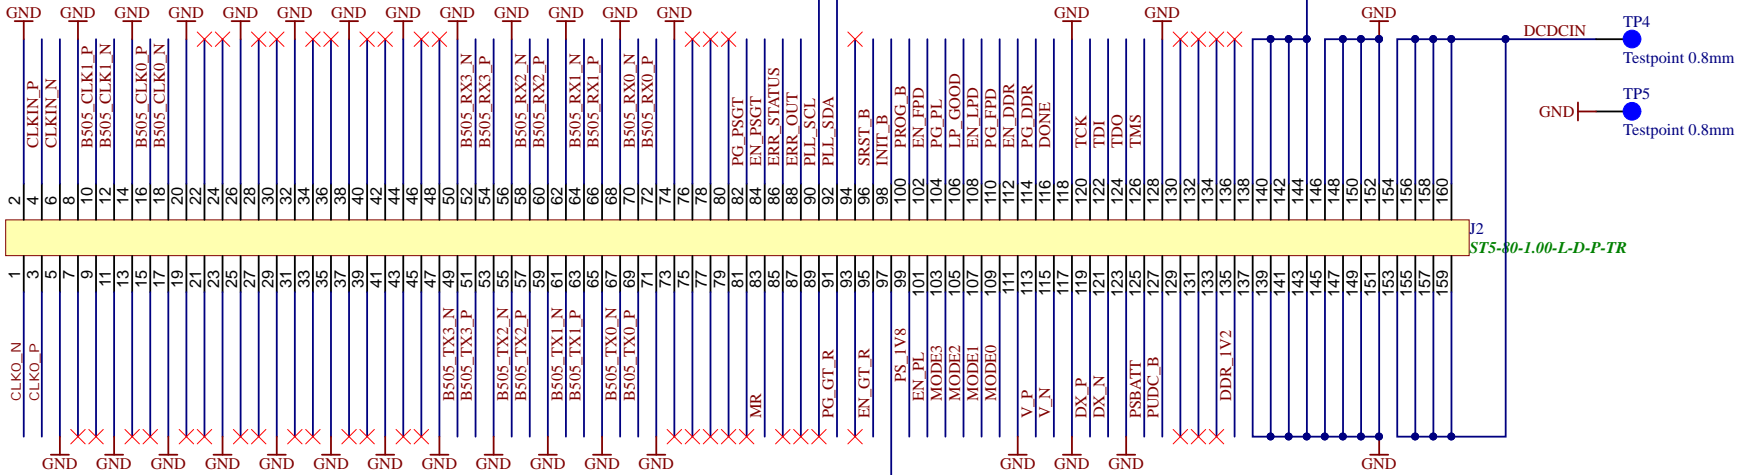 GND GND GND GND GND GND GND GND GND GND GND GND GND GND GND GND
DCDCIN
TP4
Testpoint 0.8mm
GND
TP5
Testpoint 0.8mm
CLKIN_P
CLKIN_N
B505_CLK1_P
B505_CLK1_N
B505_CLK0_P
B505_CLK0_N
B505_RX3_N
B505_RX3_P
B505_RX2_N
B505_RX2_P
B505_RX1_N
B505_RX1_P
B505_RX0_N
B505_RX0_P
PG_PSGT
EN_PSGT
ERR_STATUS
ERR_OUT
PLL_SCL
PLL_SDA
SRST_B
INIT_B
PROG_B
EN_FPD
PG_PL
LP_GOOD
EN_LPD
PG_FPD
EN_DDR
PG_DDR
DONE
TCK
TDI
TDO
TMS
2 4 6 8 10 12 14 16 18 20 22 24 26 28 30 32 34 36 38 40 42 44 46 48 50 52 54 56 58 60 62 64 66 68 70 72 74 76 78 80 82 84 86 88 90 92 94 96 98 100 102 104 106 108 110 112 114 116 118 120 122 124 126 128 130 132 134 136 138 140 142 144 146 148 150 152 154 156 158 160
J2
ST5-80-1.00-L-D-P-TR
1 3 5 7 9 11 13 15 17 19 21 23 25 27 29 31 33 35 37 39 41 43 45 47 49 51 53 55 57 59 61 63 65 67 69 71 73 75 77 79 81 83 85 87 89 91 93 95 97 99 101 103 105 107 109 111 113 115 117 119 121 123 125 127 129 131 133 135 137 139 141 143 145 147 149 151 153 155 157 159
CLKO_N
CLKO_P
B505_TX3_N
B505_TX3_P
B505_TX2_N
B505_TX2_P
B505_TX1_N
B505_TX1_P
B505_TX0_N
B505_TX0_P
MR
PG_GT_R
EN_GT_R
PS_1V8
EN_PL
MODE3
MODE2
MODE1
MODE0
V_P
V_N
DX_P
DX_N
PSBATT
PUDC_B
DDR_1V2
GND GND GND GND GND GND GND GND GND GND GND GND GND GND GND GND